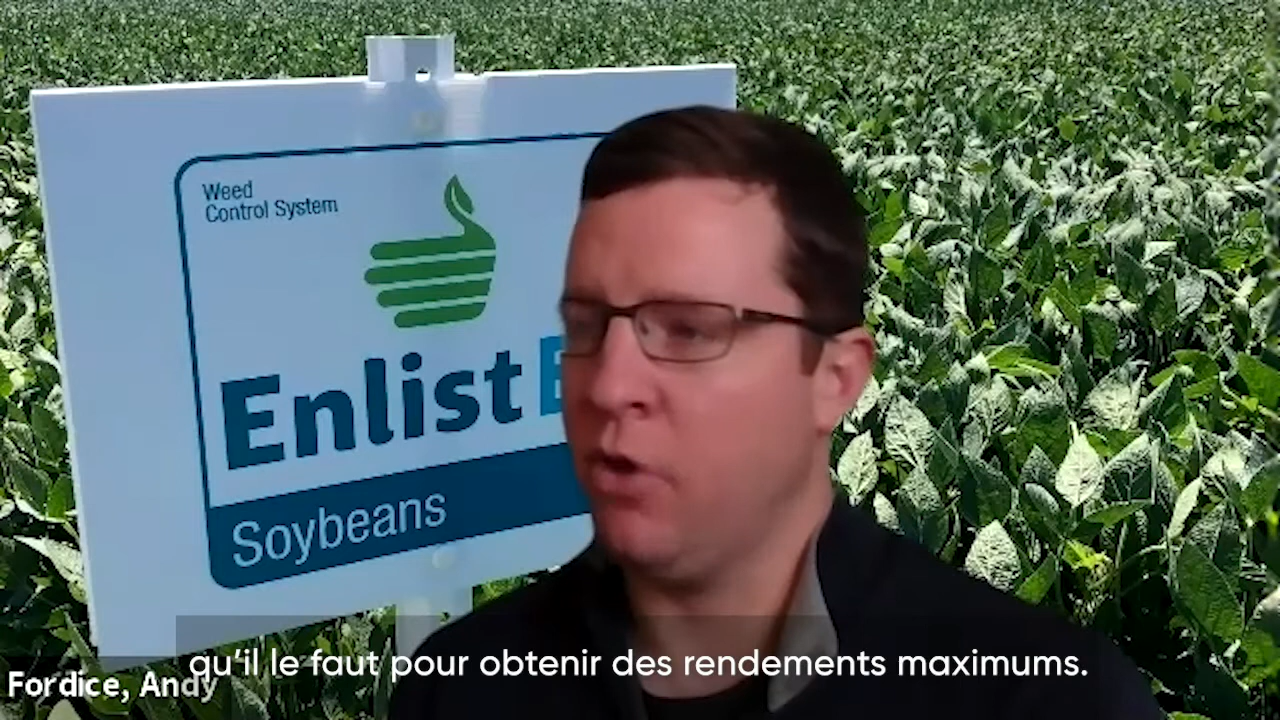 Weed
Control System
Enlist E
Soybeans
qu'il le faut pour obtenir des rendements maximums.
Fordice, Andy